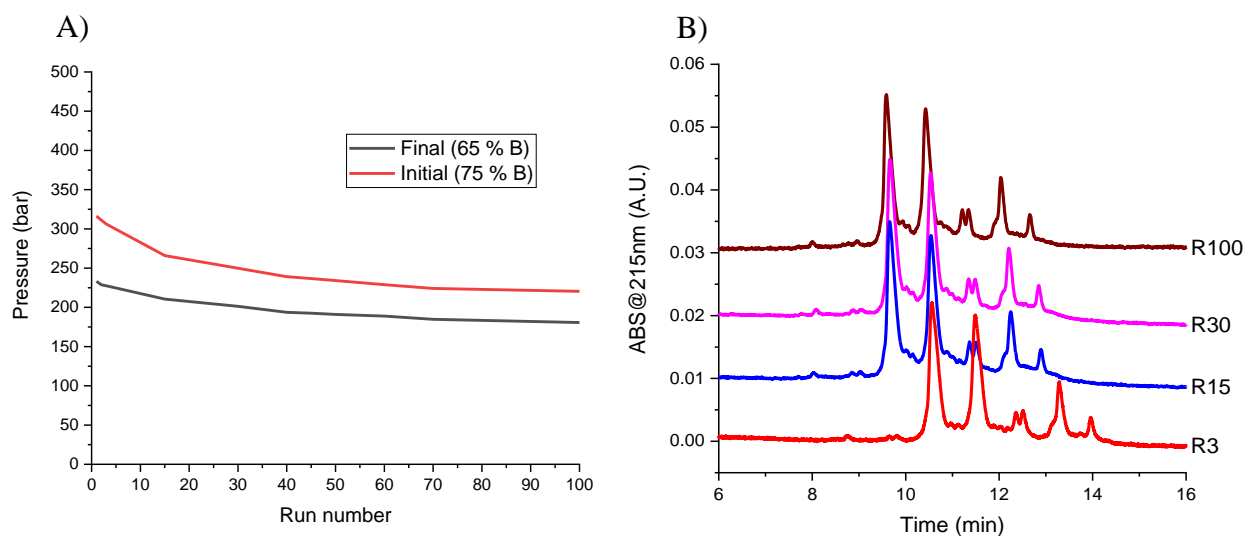 A)
500
450
400
350
300
250
200
150
100
50
0
Pressure (bar)
0 10 20 30 40 50 60 70 80 90 100
Run number
Final (65 % B)
Initial (75 % B)
B)
0.06
0.05
0.04
0.03
0.02
0.01
0.00
ABS@215nm (A.U.)
6 8 10 12 14 16
Time (min)
R100
R30
R15
R3